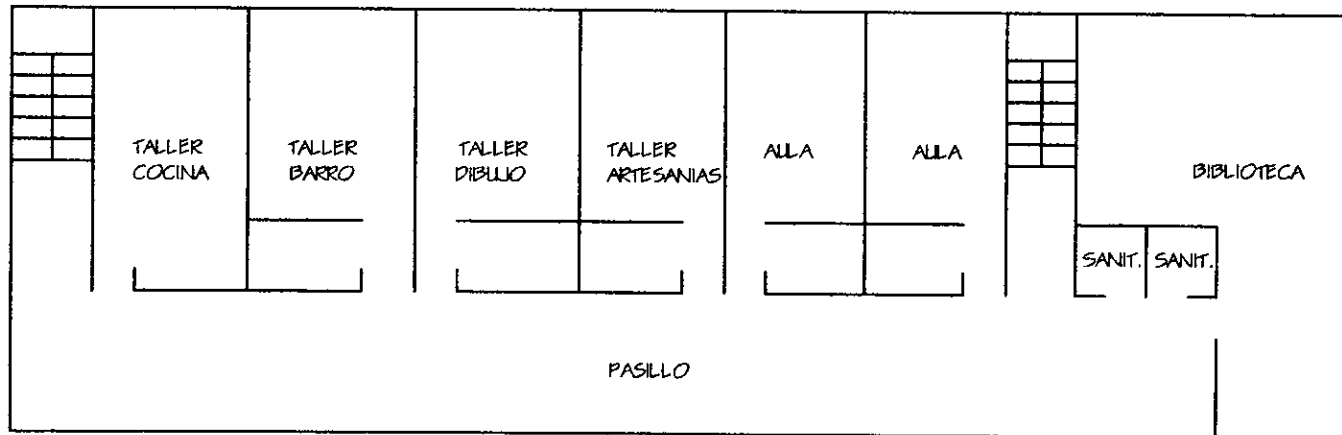 TALLER
COCINA
TALLER
BARRO
TALLER
DIBUJO
TALLER
ARTESANIAS
AULA
AULA
BIBLIOTECA
SANIT.
SANIT.
PASILLO